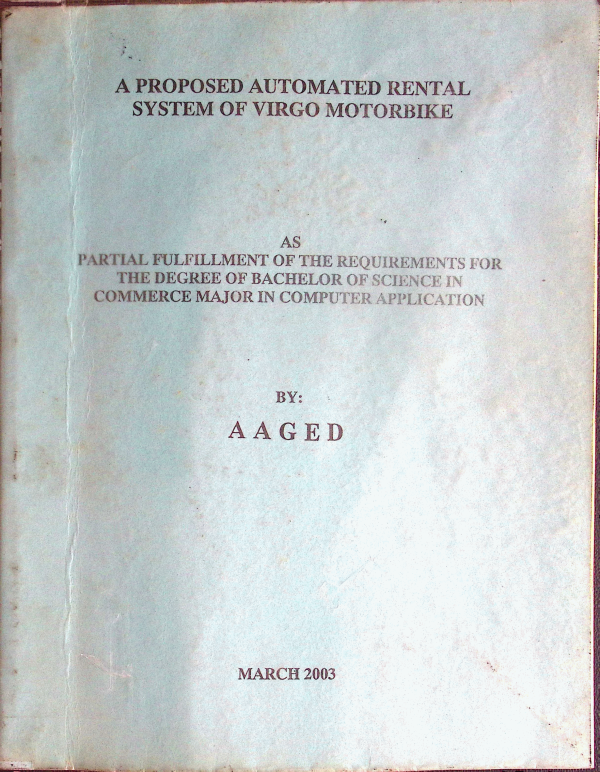 A PROPOSED AUTOMATED RENTAL
SYSTEM OF VIRGO MOTORBIKE
AS
PARTIAL FULFILLMENT OF THE REQUIREMENTS FOR
THE DEGREE OF BACHELOR OF SCIENCE IN
COMMERCE MAJOR IN COMPUTER APPLICATION
BY:
A A G E D
MARCH 2003